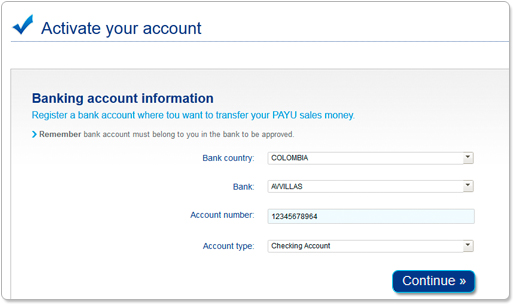 Activate your account
Banking account information
Register a bank account where tou want to transfer your PAYU sales money.
Remember bank account must belong to you in the bank to be approved.
Bank country: COLOMBIA
Bank: AVVILLAS
Account number: 12345678964
Account type: Checking Account
Continue »